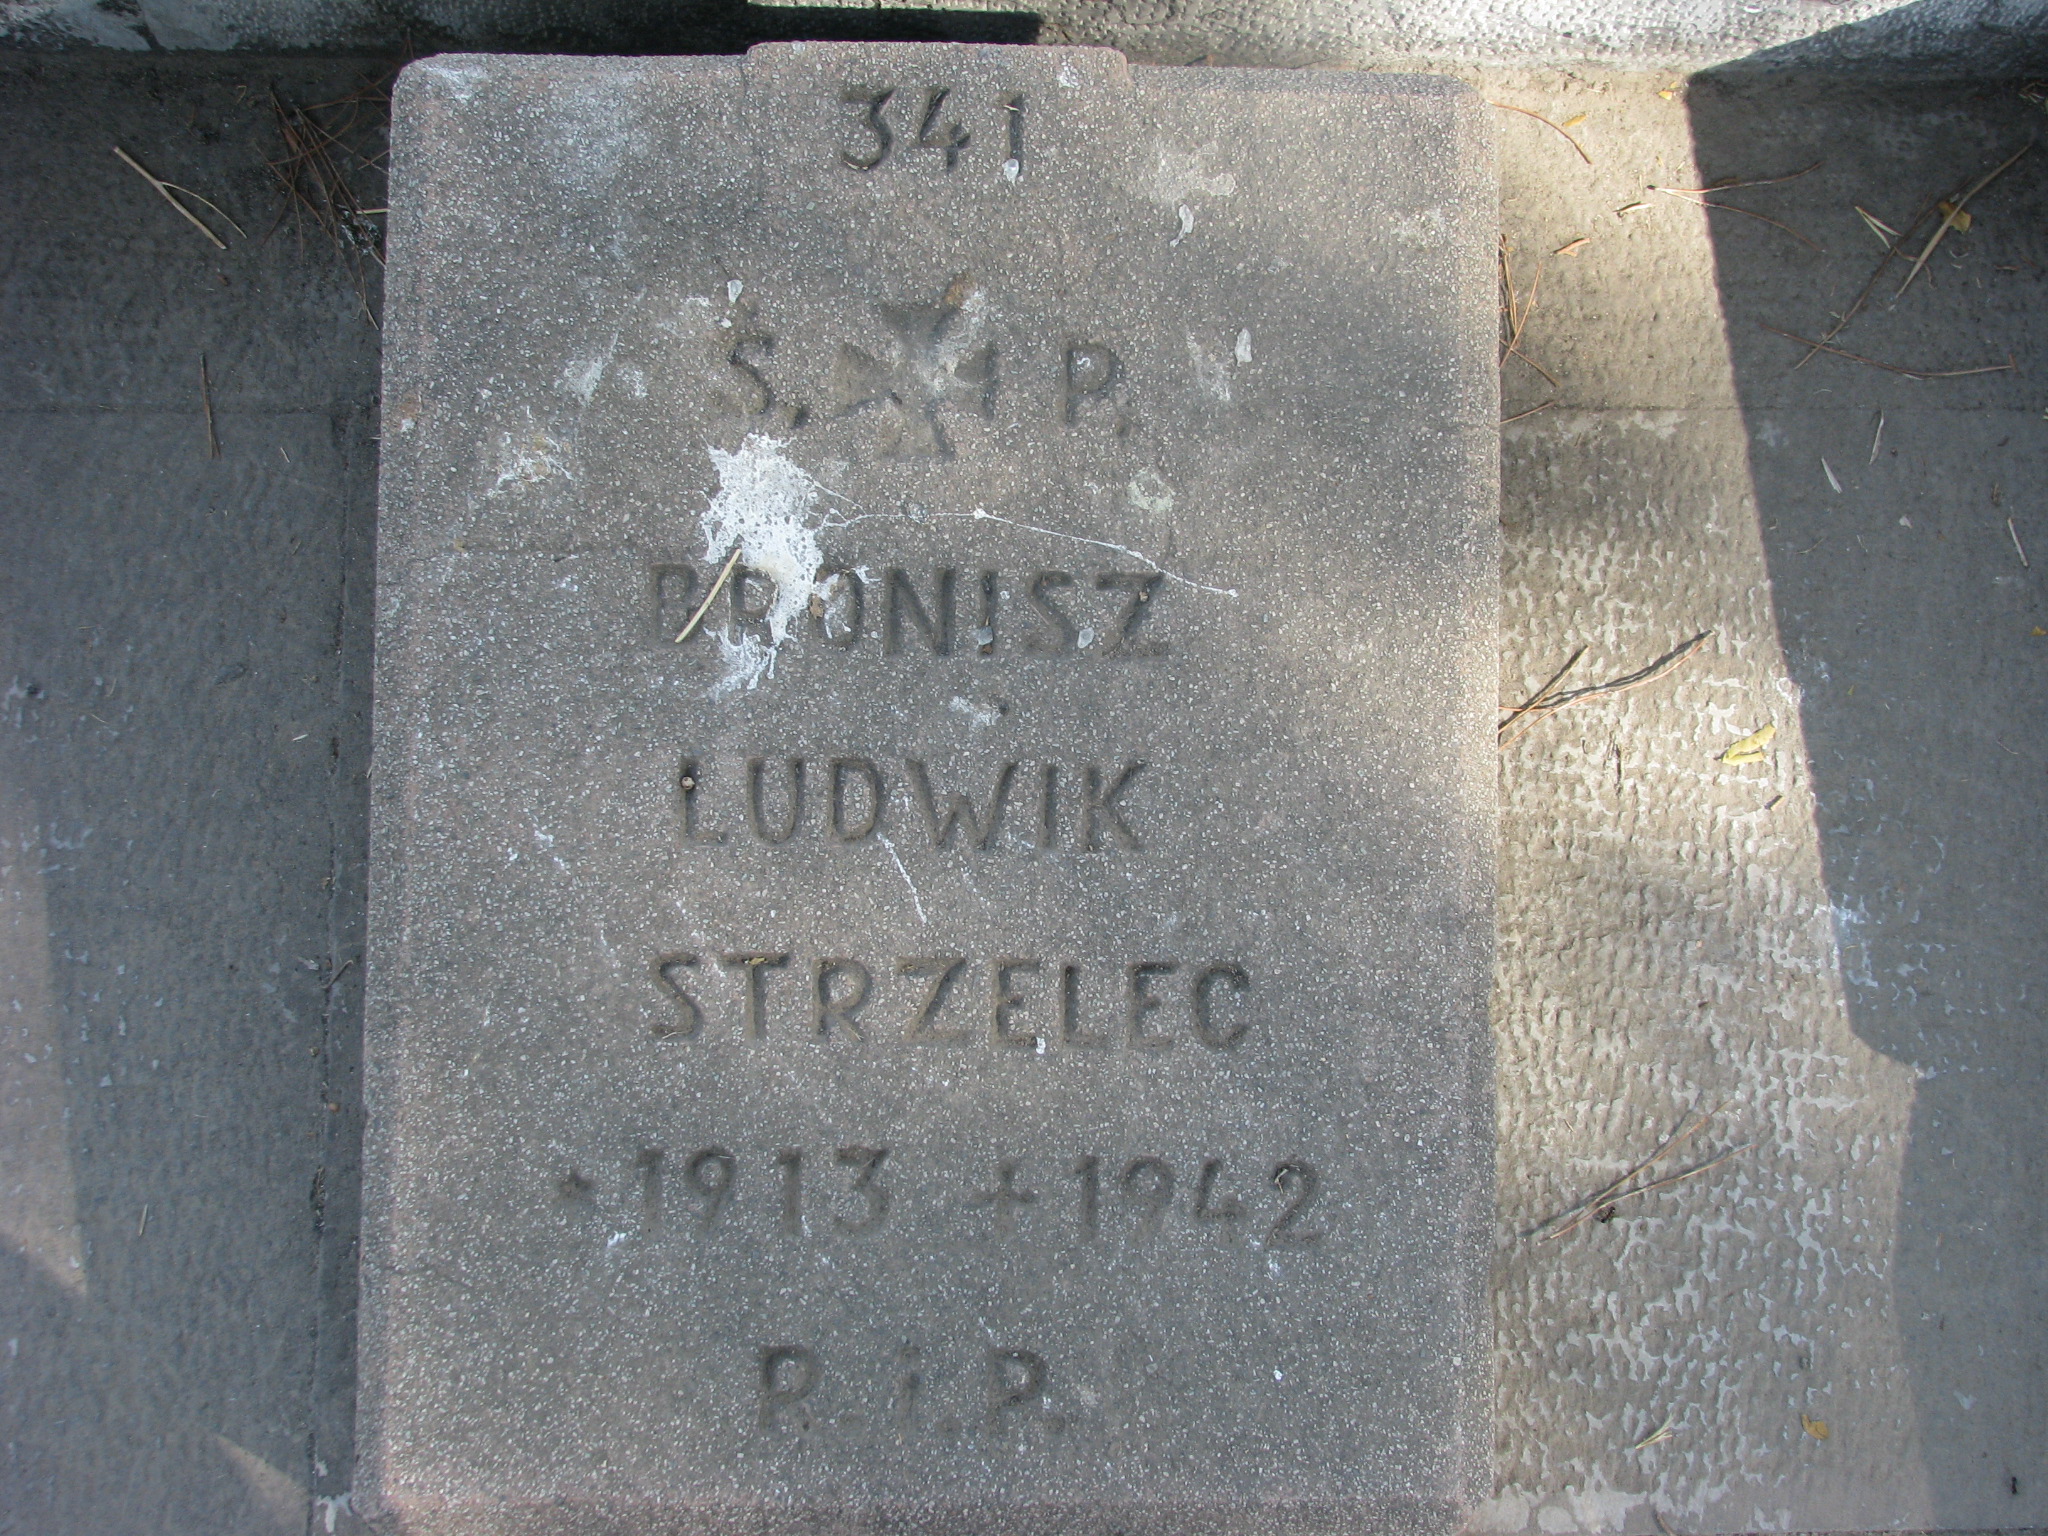 341
S. P.
BRONISZ
LUDWIK
STRZELEC
* 1913 + 1942
R. i. P.